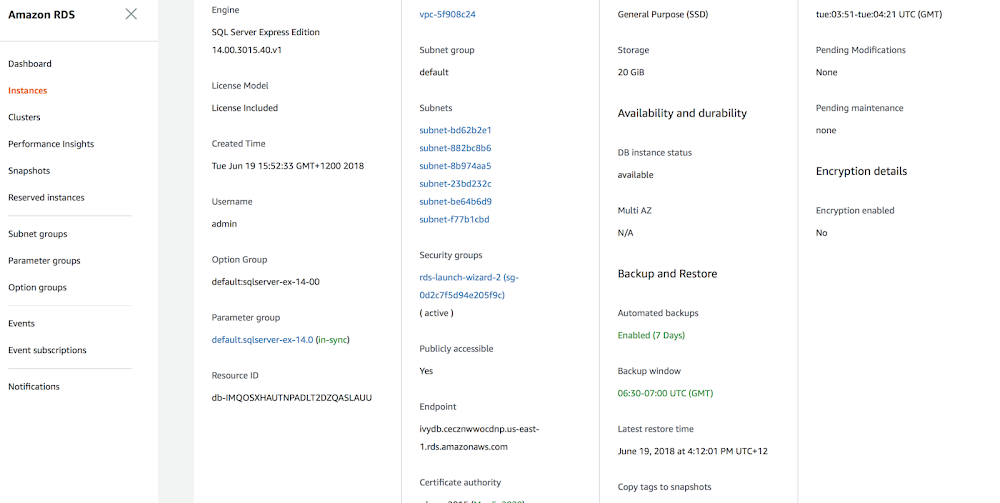 Amazon RDS
Dashboard
Instances
Clusters
Performance Insights
Snapshots
Reserved instances
Subnet groups
Parameter groups
Option groups
Events
Event subscriptions
Notifications
Engine
SQL Server Express Edition
14.00.3015.40.v1
License Model
License Included
Created Time
Tue Jun 19 15:52:33 GMT+1200 2018
Username
admin
Option Group
default:sqlserver-ex-14-00
Parameter group
default.sqlserver-ex-14.0 (in-sync)
Resource ID
db-IMQOSXHAUTNPADLT2DZQASLAUU
vpc-5f908c24
Subnet group
default
Subnets
subnet-bd62b2e1
subnet-882bc8b6
subnet-8b974aa5
subnet-23bd232c
subnet-be64b6d9
subnet-f77b1cbd
Security groups
rds-launch-wizard-2 (sg-
0d2c7f5d94e205f9c)
( active )
Publicly accessible
Yes
Endpoint
ivydb.cecznwwocdnp.us-east-
1.rds.amazonaws.com
Certificate authority
General Purpose (SSD)
Storage
20 GiB
Availability and durability
DB instance status
available
Multi AZ
N/A
Backup and Restore
Automated backups
Enabled (7 Days)
Backup window
06:30-07:00 UTC (GMT)
Latest restore time
June 19, 2018 at 4:12:01 PM UTC+12
Copy tags to snapshots
tue:03:51-tue:04:21 UTC (GMT)
Pending Modifications
None
Pending maintenance
none
Encryption details
Encryption enabled
No